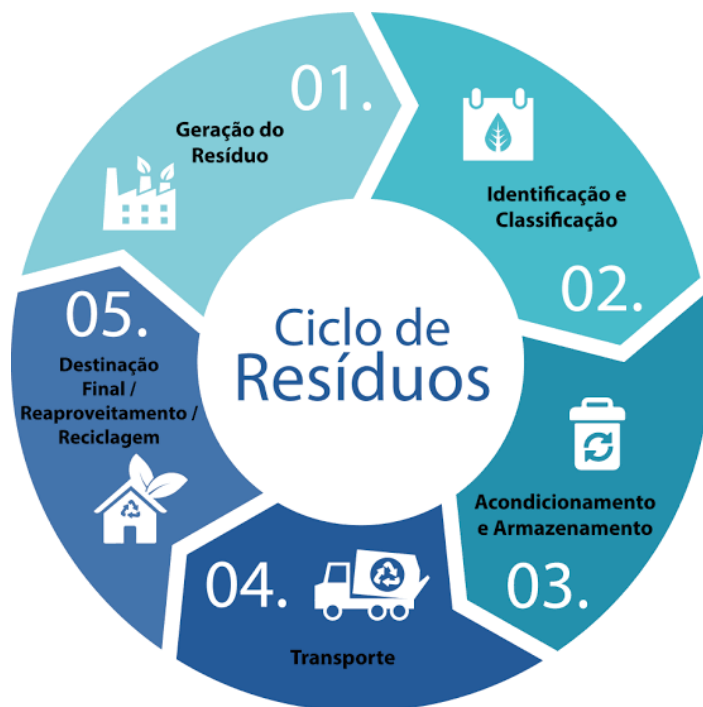 Ciclo de
Resíduos
01.
Geração do
Resíduo
Identificação e
Classificação
02.
Acondicionamento
e Armazenamento
03.
04.
Transporte
05.
Destinação
Final /
Reaproveitamento /
Reciclagem